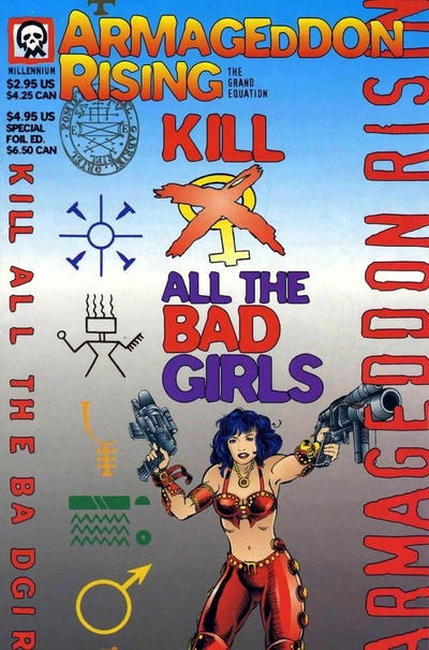 ARMAGEDDON
RISING
THE
GRAND
EQUATION
MILLENNIUM
$2.95 US
$4.25 CAN
$4.95 US
SPECIAL
FOIL ED.
$6.50 CAN
KILL
ALL THE
BAD
GIRLS
KILL ALL THE BA DGIR
ARMAGEDDON RISIN